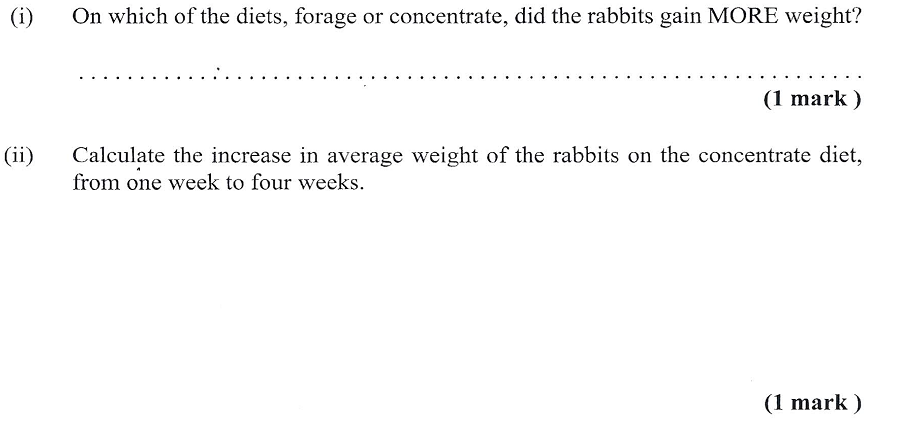 (i) On which of the diets, forage or concentrate, did the rabbits gain MORE weight?
................................................................
(1 mark )
(ii) Calculate the increase in average weight of the rabbits on the concentrate diet,
from one week to four weeks.
(1 mark )